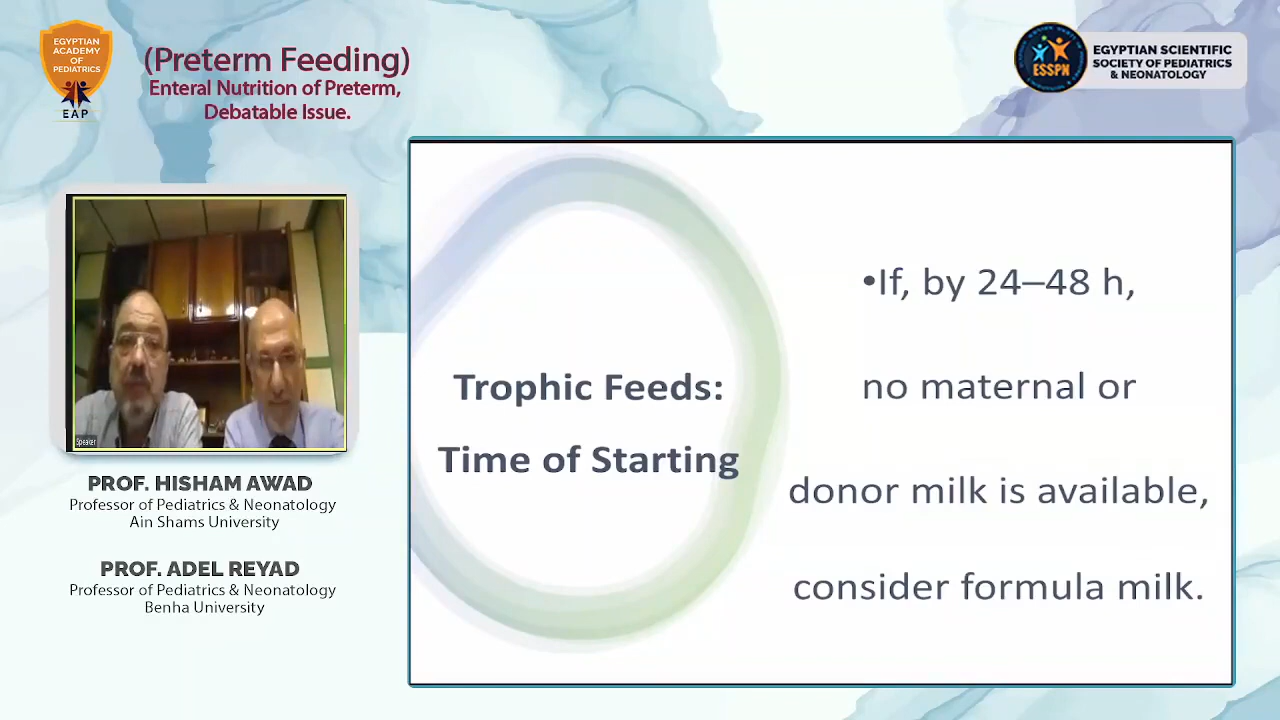 EGYPTIAN
ACADEMY
OF
PEDIATRICS
EAP
(Preterm Feeding)
Enteral Nutrition of Preterm,
Debatable Issue.
ESSPN
EGYPTIAN SCIENTIFIC
SOCIETY OF PEDIATRICS
& NEONATOLOGY
Speaker
PROF. HISHAM AWAD
Professor of Pediatrics & Neonatology
Ain Shams University
PROF. ADEL REYAD
Professor of Pediatrics & Neonatology
Benha University
Trophic Feeds:
Time of Starting
•If, by 24–48 h,
no maternal or
donor milk is available,
consider formula milk.